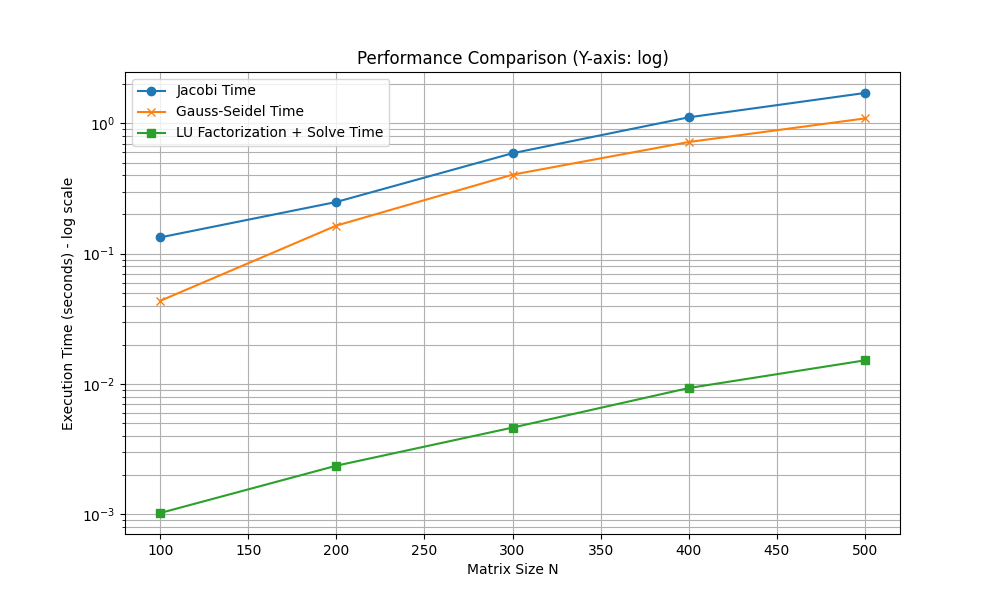 Performance Comparison (Y-axis: log)
Jacobi Time
Gauss-Seidel Time
LU Factorization + Solve Time
Execution Time (seconds) - log scale
10⁰
10⁻¹
10⁻²
10⁻³
100 150 200 250 300 350 400 450 500
Matrix Size N